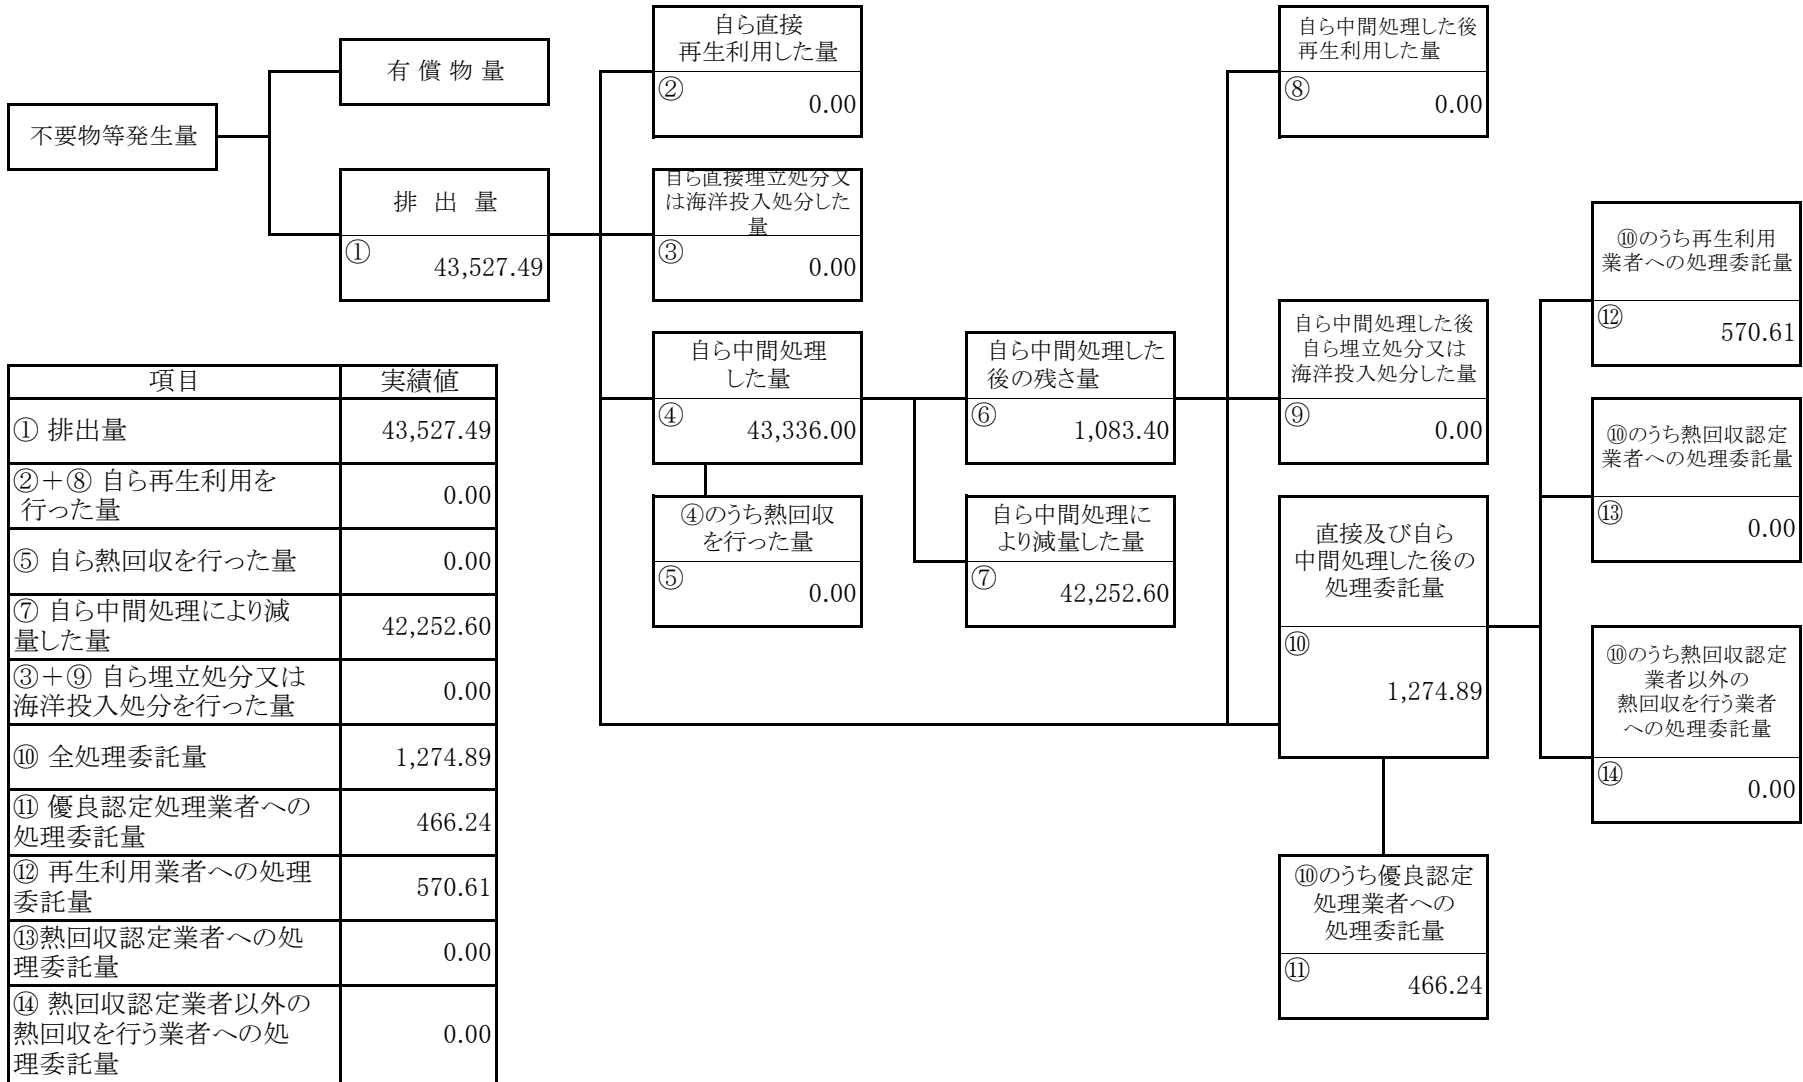 不要物等発生量
有 償 物 量
排 出 量
① 43,527.49
自ら直接
再生利用した量
② 0.00
自ら直接埋立処分又
は海洋投入処分した
量
③ 0.00
自ら中間処理
した量
④ 43,336.00
④のうち熱回収
を行った量
⑤ 0.00
自ら中間処理した
後の残さ量
⑥ 1,083.40
自ら中間処理に
より減量した量
⑦ 42,252.60
自ら中間処理した後
再生利用した量
⑧ 0.00
自ら中間処理した後
自ら埋立処分又は
海洋投入処分した量
⑨ 0.00
直接及び自ら
中間処理した後の
処理委託量
⑩
1,274.89
⑩のうち優良認定
処理業者への
処理委託量
⑪ 466.24
⑩のうち再生利用
業者への処理委託量
⑫ 570.61
⑩のうち熱回収認定
業者への処理委託量
⑬ 0.00
⑩のうち熱回収認定
業者以外の
熱回収を行う業者
への処理委託量
⑭ 0.00
項目 実績値
① 排出量 43,527.49
②＋⑧ 自ら再生利用を
行った量 0.00
⑤ 自ら熱回収を行った量 0.00
⑦ 自ら中間処理により減
量した量 42,252.60
③＋⑨ 自ら埋立処分又は
海洋投入処分を行った量 0.00
⑩ 全処理委託量 1,274.89
⑪ 優良認定処理業者への
処理委託量 466.24
⑫ 再生利用業者への処理
委託量 570.61
⑬熱回収認定業者への処
理委託量 0.00
⑭ 熱回収認定業者以外の
熱回収を行う業者への処
理委託量 0.00